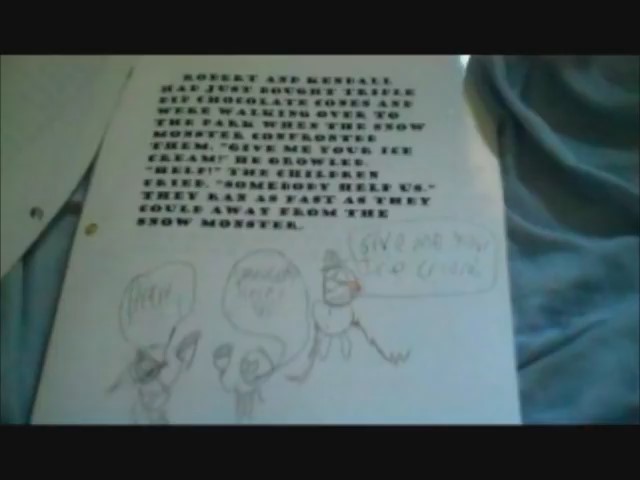 ROBERT AND KENDALL
HAD JUST BOUGHT TRIPLE
DIP CHOCOLATE CONES AND
WERE WALKING OVER TO
THE PARK WHEN THE SNOW
MONSTER CONFRONTED
THEM. "GIVE ME YOUR ICE
CREAM!" HE GROWLED.
"HELP!" THE CHILDREN
CRIED. "SOMEBODY HELP US."
THEY RAN AS FAST AS THEY
COULD AWAY FROM THE
SNOW MONSTER.
GIVE ME YOUR
ICE CREAM